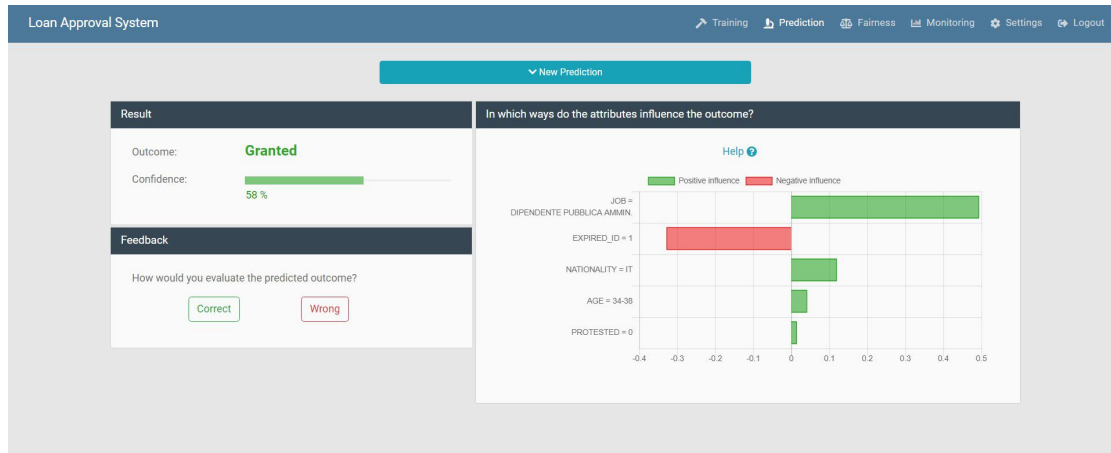 Loan Approval System
Training Prediction Fairness Monitoring Settings Logout
New Prediction
Result
Outcome: Granted
Confidence:
58 %
Feedback
How would you evaluate the predicted outcome?
Correct Wrong
In which ways do the attributes influence the outcome?
Help ?
Positive influence Negative influence
JOB =
DIPENDENTE PUBBLICA AMMIN.
EXPIRED_ID = 1
NATIONALITY = IT
AGE = 34-38
PROTESTED = 0
-0.4 -0.3 -0.2 -0.1 0 0.1 0.2 0.3 0.4 0.5